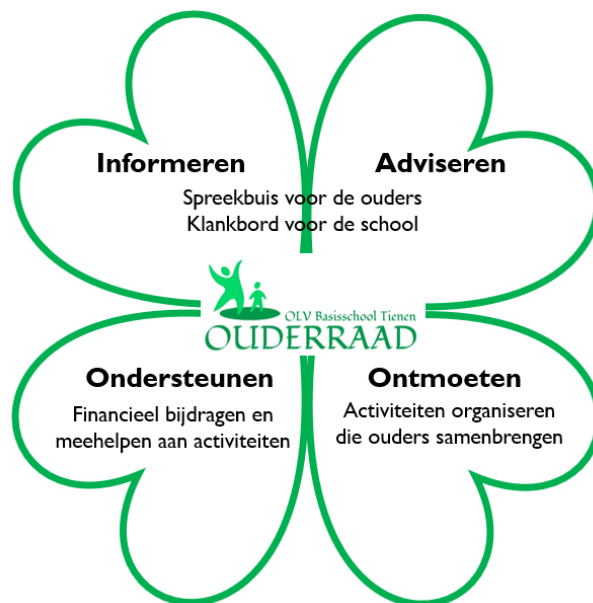 Informeren
Adviseren
Spreekbuis voor de ouders
Klankbord voor de school
OLV Basisschool Tienen
OUDERRAAD
Ondersteunen
Financieel bijdragen en
meehelpen aan activiteiten
Ontmoeten
Activiteiten organiseren
die ouders samenbrengen